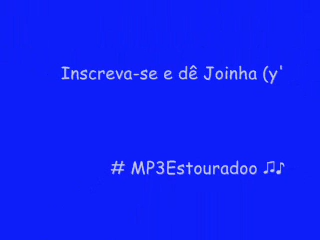 Inscreva-se e dê Joinha (y'
# MP3Estouradoo ♫♪